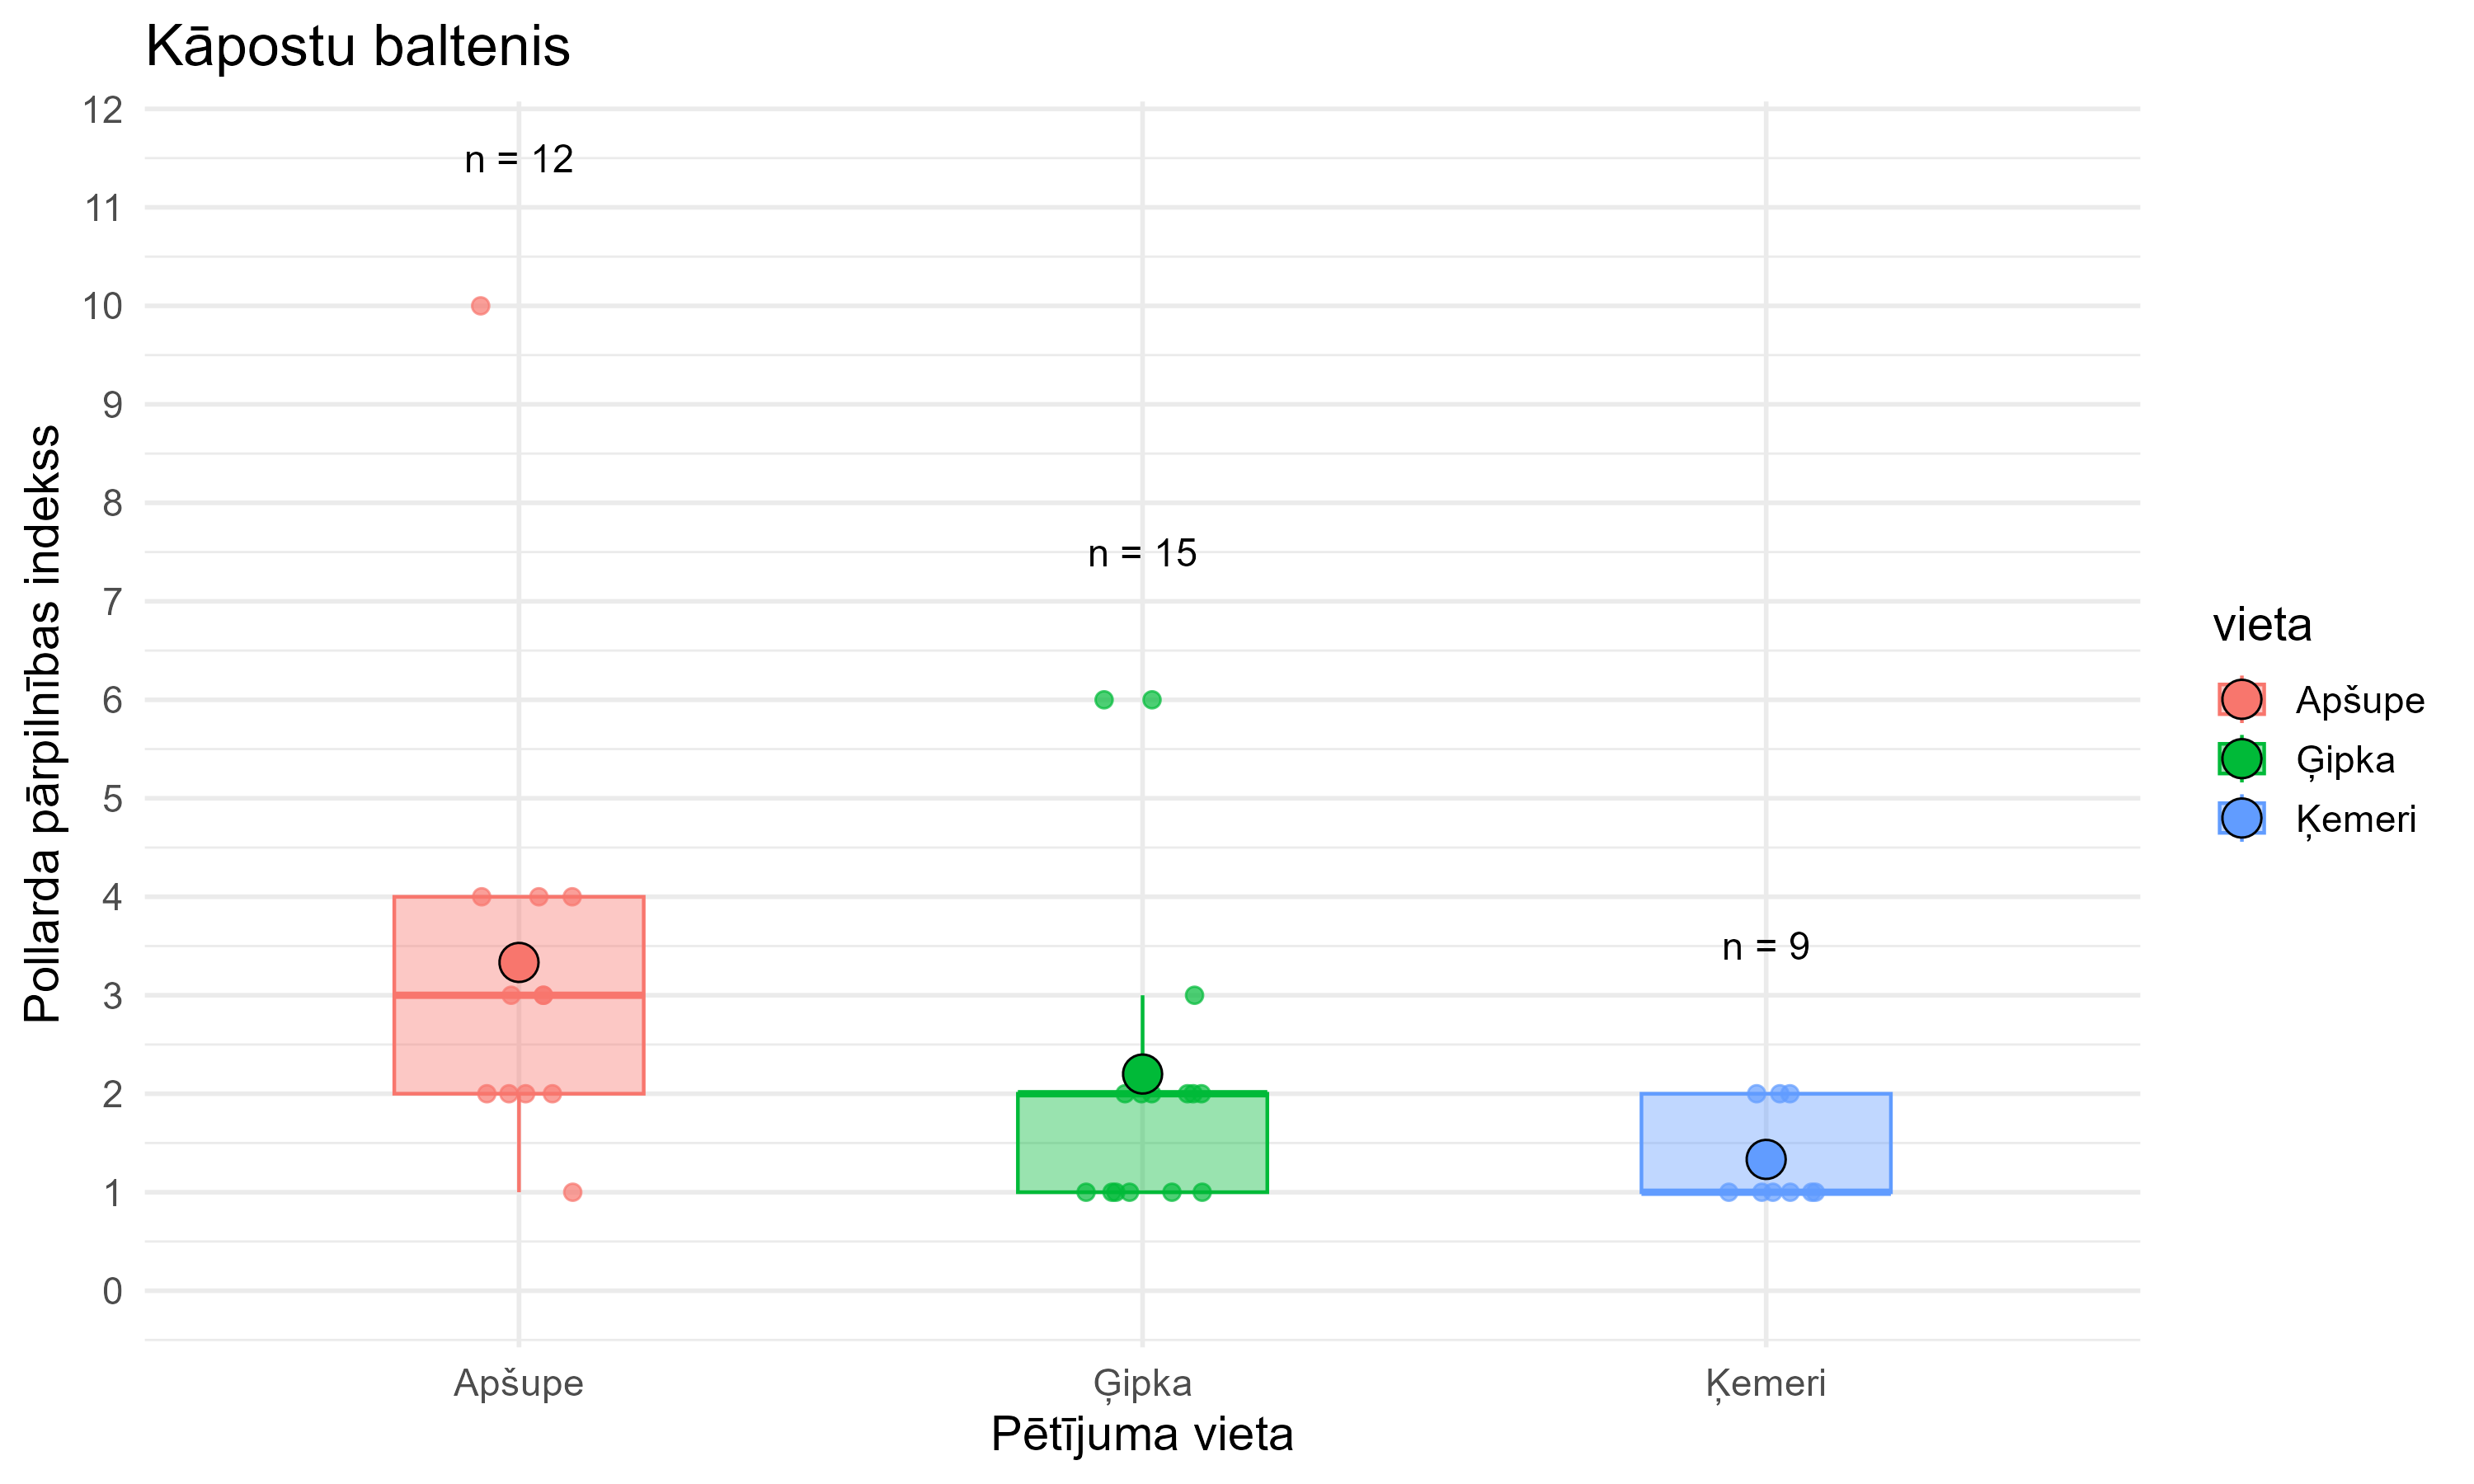 Kāpostu baltenis
Pollarda pārpilnības indekss
12
11
10
9
8
7
6
5
4
3
2
1
0
n = 12
n = 15
n = 9
Apšupe
Ģipka
Ķemeri
Pētījuma vieta
vieta
Apšupe
Ģipka
Ķemeri